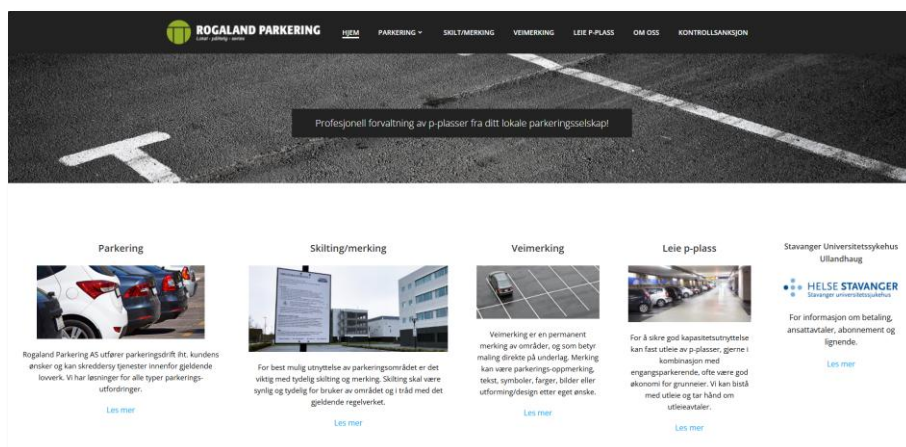 ROGALAND PARKERING
Lokal - pålitelig - service
HJEM
PARKERING
SKILT/MERKING
VEIMERKING
LEIE P-PLASS
OM OSS
KONTROLLSANKSJON
Profesjonell forvaltning av p-plasser fra ditt lokale parkeringsselskap!
Parkering
Rogaland Parkering AS utfører parkeringsdrift iht. kundens
ønsker og kan skreddersy tjenester innenfor gjeldende
lovverk. Vi har løsninger for alle typer parkerings-
utfordringer.
Les mer
Skilting/merking
For best mulig utnyttelse av parkeringsområdet er det
viktig med tydelig skilting og merking. Skilting skal være
synlig og tydelig for bruker av området og i tråd med det
gjeldende regelverket.
Les mer
Veimerking
Veimerking er en permanent
merking av områder, og som betyr
maling direkte på underlag. Merking
kan være parkerings-oppmerking,
tekst, symboler, farger, bilder eller
utforming/design etter eget ønske.
Les mer
Leie p-plass
For å sikre god kapasitetsutnyttelse
kan fast utleie av p-plasser, gjerne i
kombinasjon med
engangsparkerende, ofte være god
økonomi for grunneier. Vi kan bistå
med utleie og tar hånd om
utleieavtaler.
Les mer
Stavanger Universitetssykehus
Ullandhaug
HELSE STAVANGER
Stavanger universitetssjukehus
For informasjon om betaling,
ansattavtaler, abonnement og
lignende.
Les mer